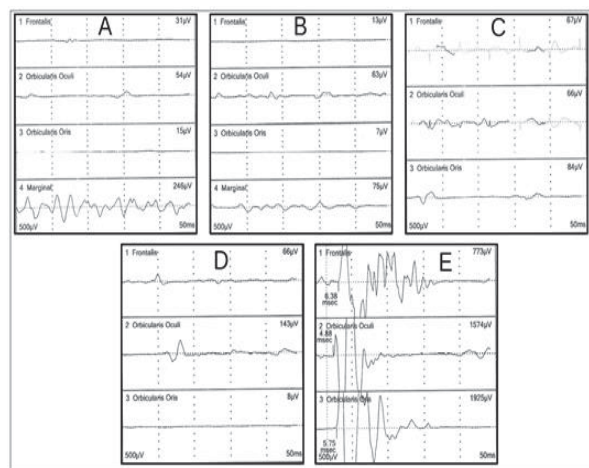 A
1 Frontalis 31µV
2 Orbicularis Oculi 54µV
3 Orbicularis Oris 15µV
4 Marginal 246µV
500µV 50ms
B
1 Frontalis 13µV
2 Orbicularis Oculi 63µV
3 Orbicularis Oris 7µV
4 Marginal 75µV
500µV 50ms
C
1 Frontalis 67µV
2 Orbicularis Oculi 66µV
3 Orbicularis Oris 84µV
500µV 50ms
D
1 Frontalis 66µV
2 Orbicularis Oculi 143µV
3 Orbicularis Oris 8µV
500µV 50ms
E
1 Frontalis 773µV
6.38
msec
2 Orbicularis Oculi 1574µV
4.88
msec
3 Orbicularis Oris 1925µV
5.75
msec
500µV 50ms